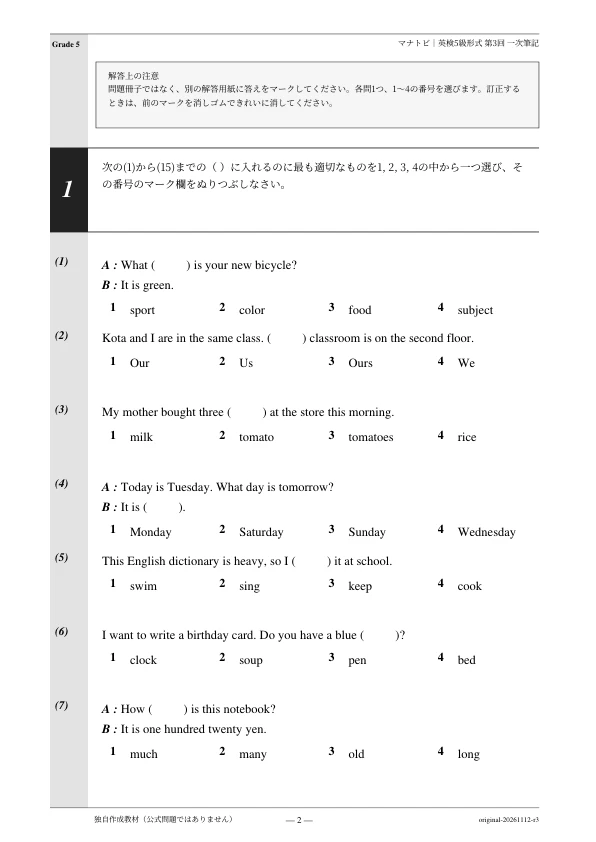 Grade 5
マナトビ｜英検5級形式 第3回 一次筆記
解答上の注意
問題冊子ではなく、別の解答用紙に答えをマークしてください。各問1つ、1〜4の番号を選びます。訂正する
ときは、前のマークを消しゴムできれいに消してください。
1
次の(1)から(15)までの（ ）に入れるのに最も適切なものを1, 2, 3, 4の中から一つ選び、そ
の番号のマーク欄をぬりつぶしなさい。
(1) A : What ( ) is your new bicycle?
B : It is green.
1 sport 2 color 3 food 4 subject
(2) Kota and I are in the same class. ( ) classroom is on the second floor.
1 Our 2 Us 3 Ours 4 We
(3) My mother bought three ( ) at the store this morning.
1 milk 2 tomato 3 tomatoes 4 rice
(4) A : Today is Tuesday. What day is tomorrow?
B : It is ( ).
1 Monday 2 Saturday 3 Sunday 4 Wednesday
(5) This English dictionary is heavy, so I ( ) it at school.
1 swim 2 sing 3 keep 4 cook
(6) I want to write a birthday card. Do you have a blue ( )?
1 clock 2 soup 3 pen 4 bed
(7) A : How ( ) is this notebook?
B : It is one hundred twenty yen.
1 much 2 many 3 old 4 long
独自作成教材（公式問題ではありません） — 2 — original-20261112-r3